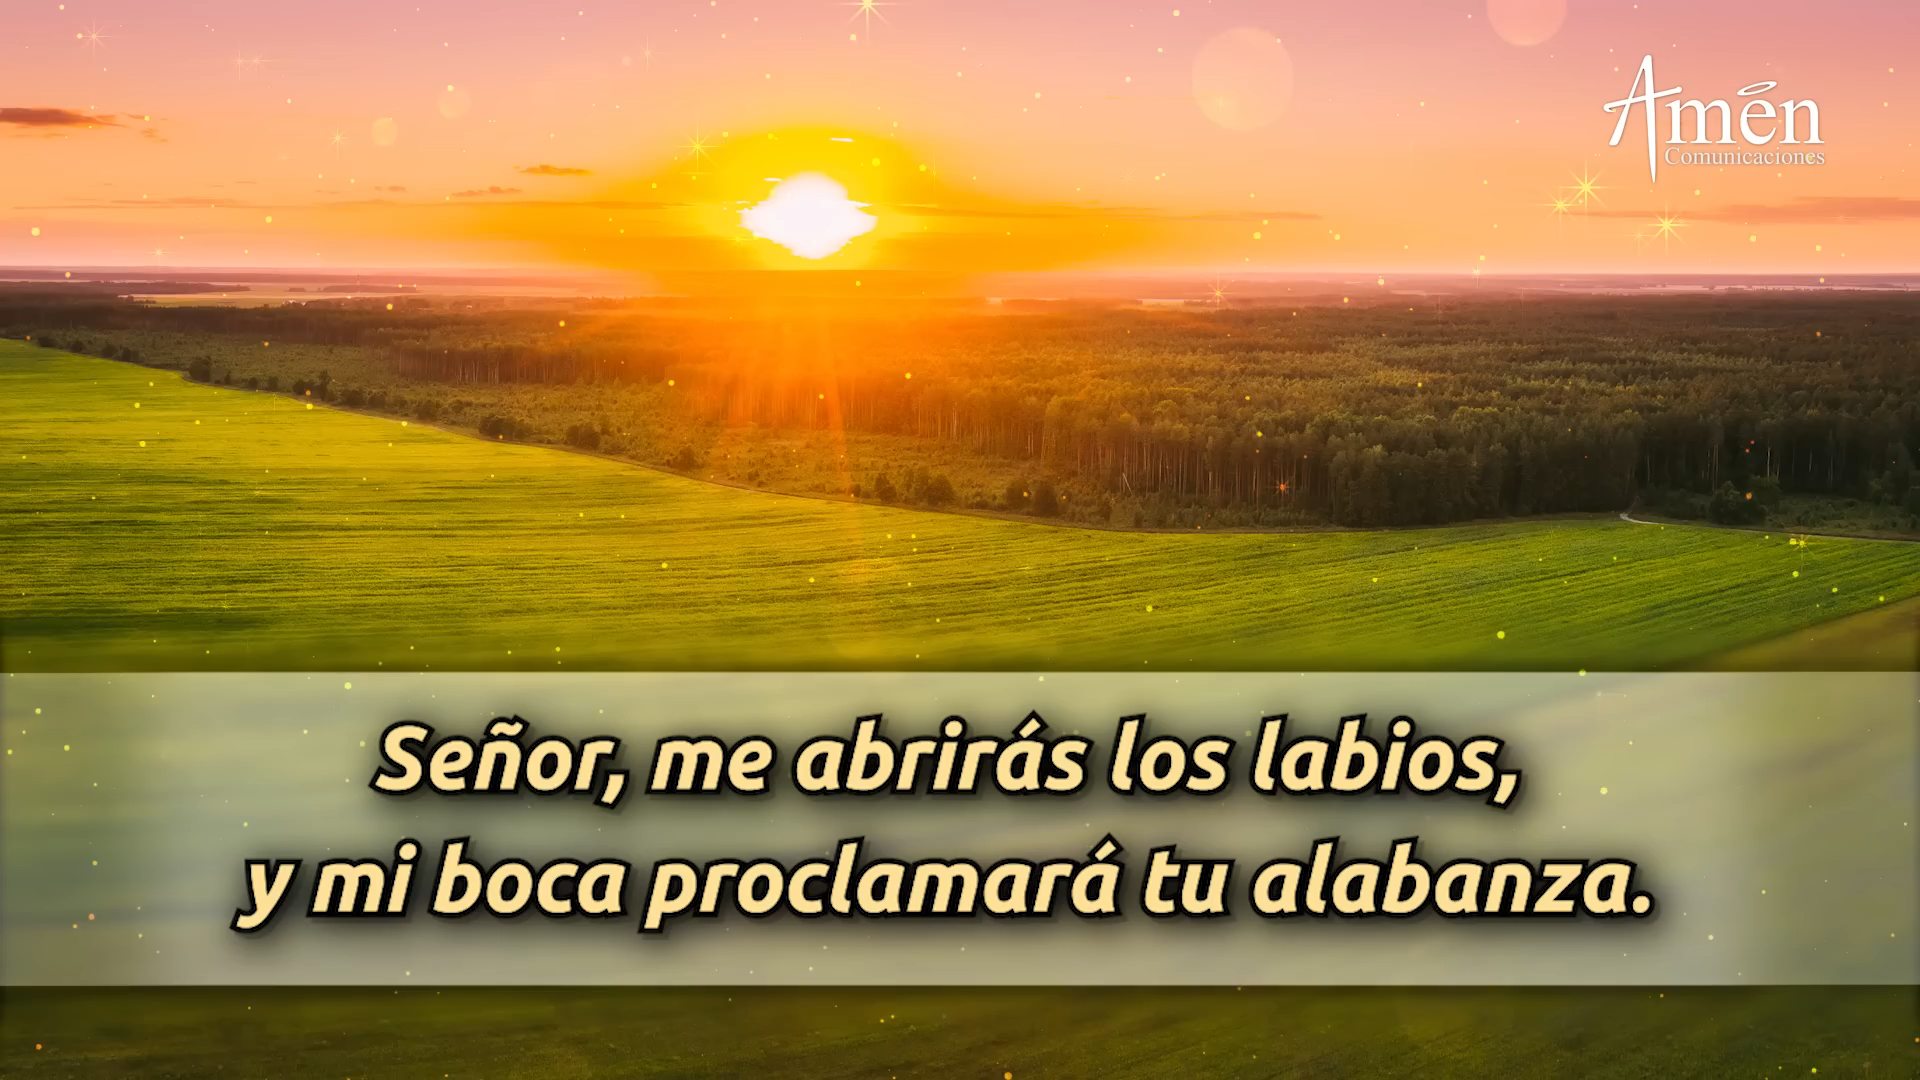 Amén
Comunicaciones
Señor, me abrirás los labios,
y mi boca proclamará tu alabanza.